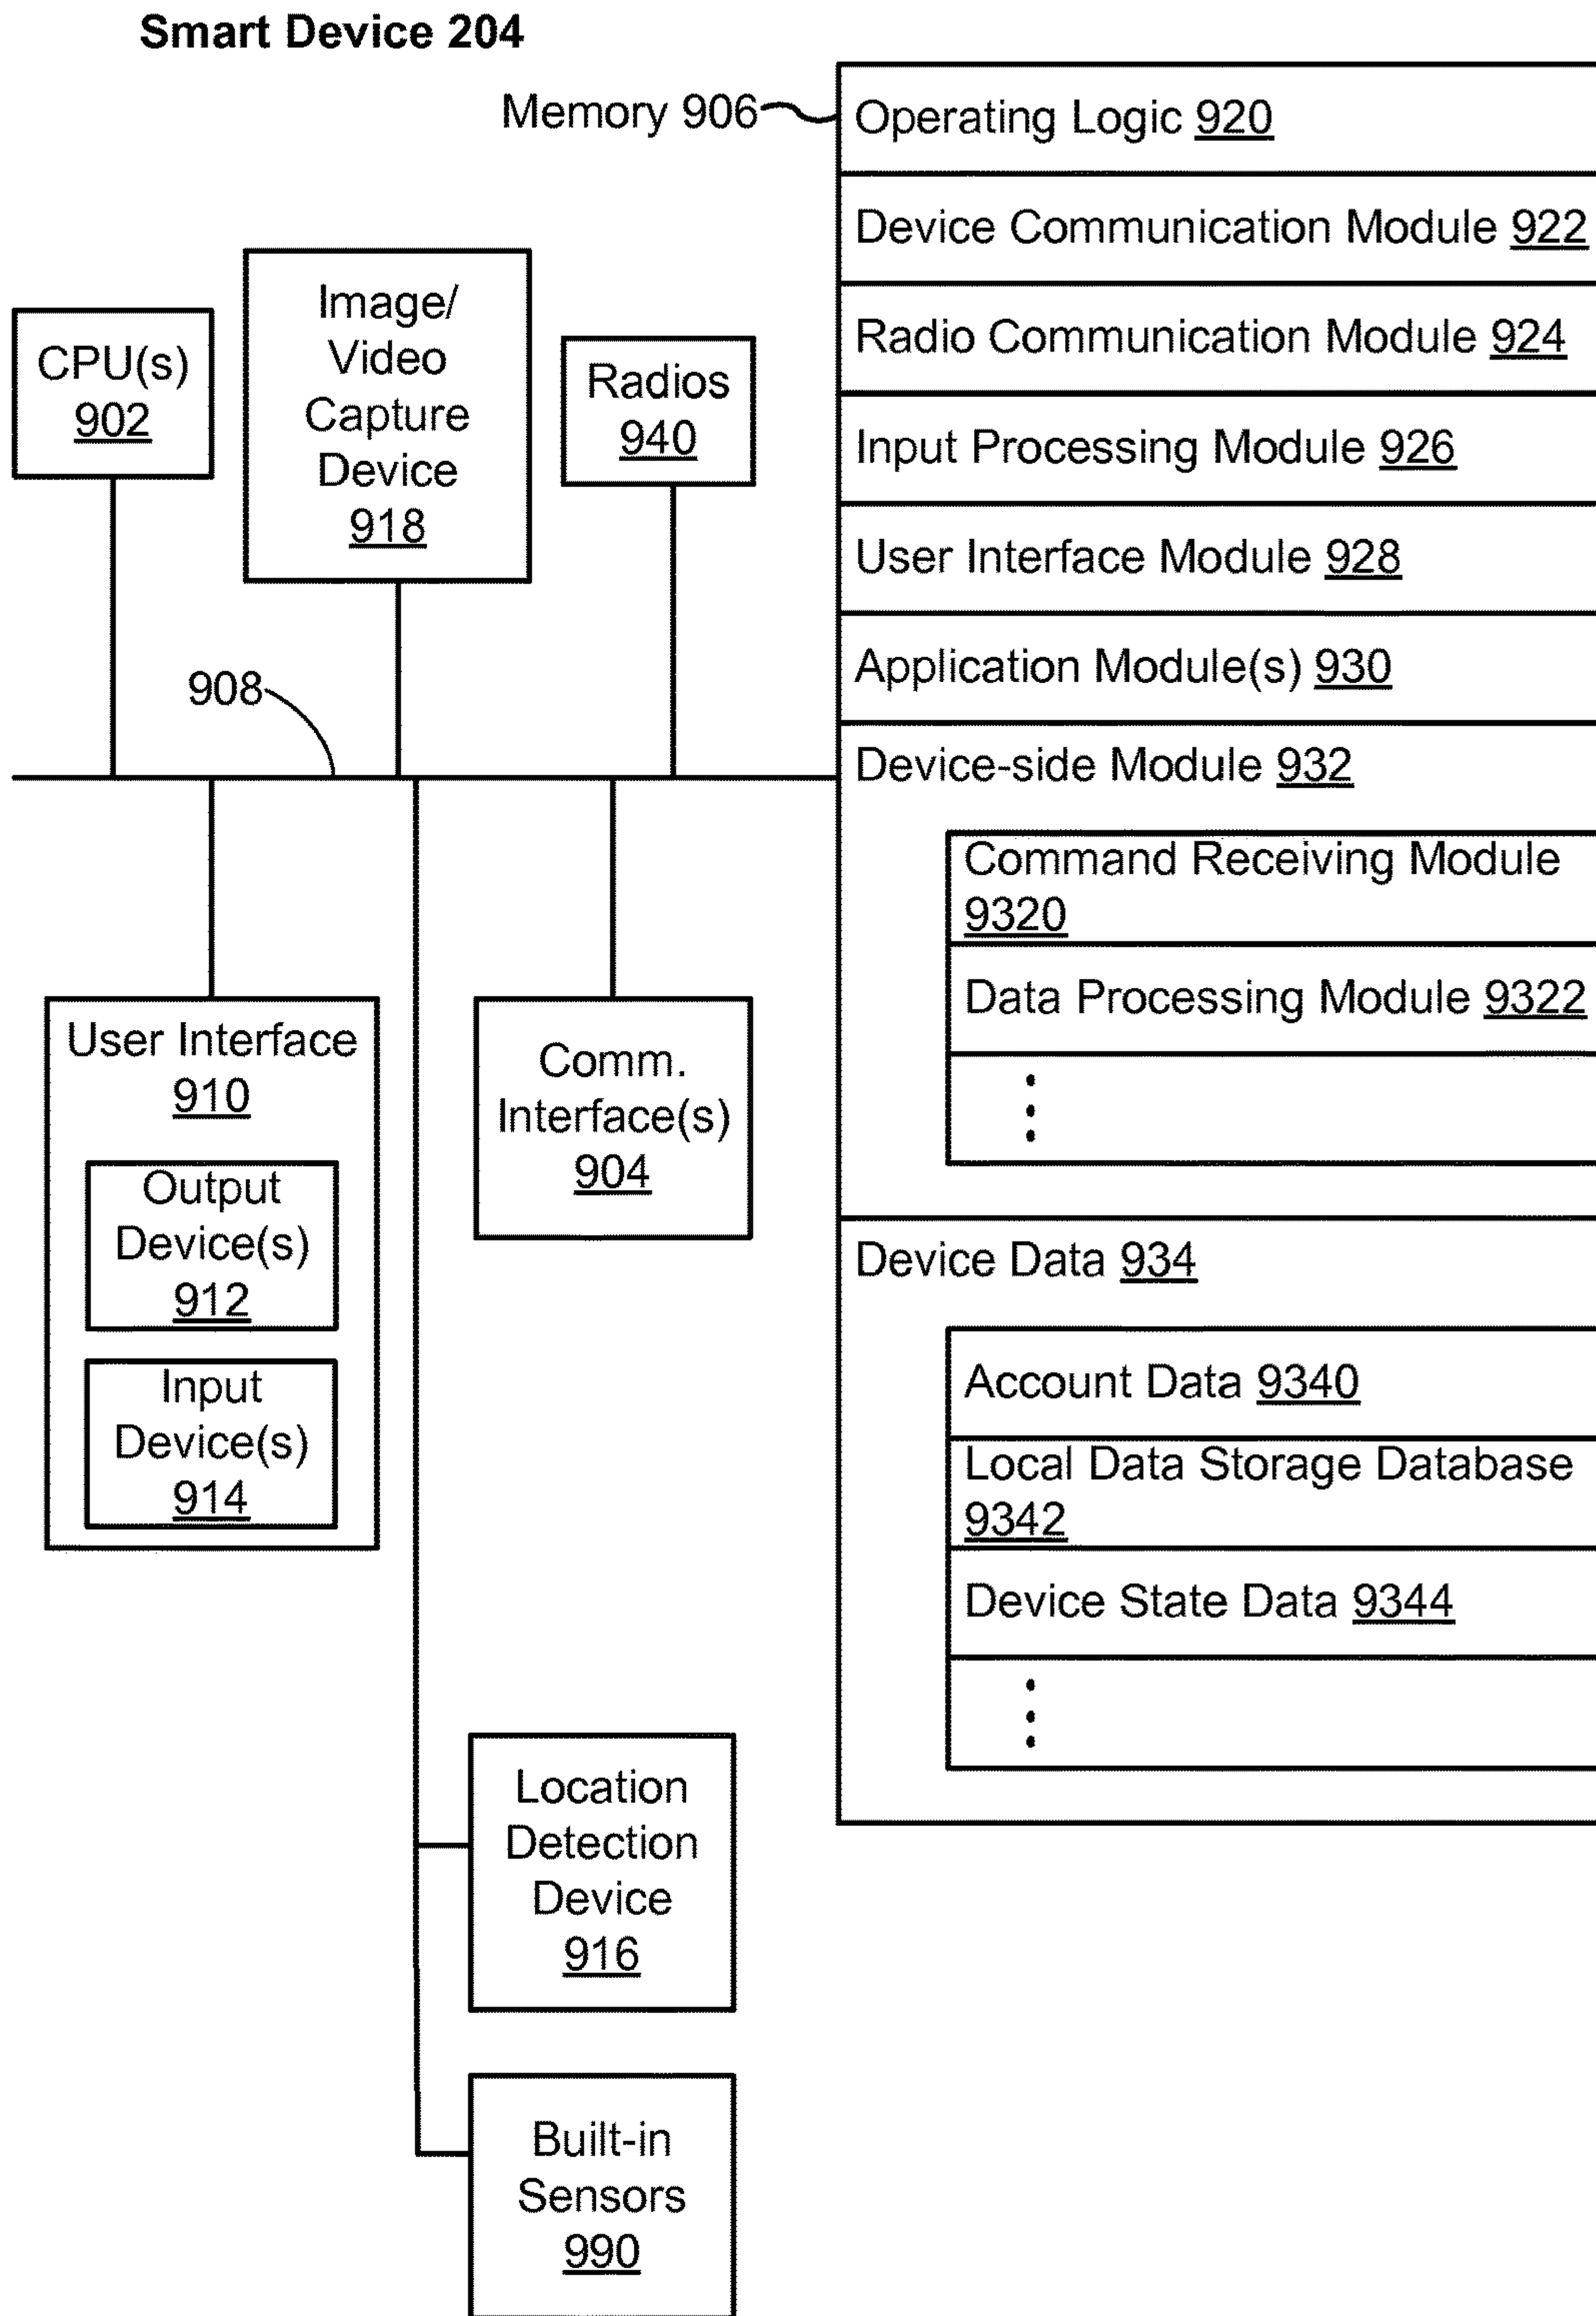 Smart Device 204
Memory 906
Operating Logic 920
Device Communication Module 922
Radio Communication Module 924
Input Processing Module 926
User Interface Module 928
Application Module(s) 930
Device-side Module 932
Command Receiving Module
9320
Data Processing Module 9322
Device Data 934
Account Data 9340
Local Data Storage Database
9342
Device State Data 9344
CPU(s)
902
Image/
Video
Capture
Device
918
Radios
940
908
User Interface
910
Output
Device(s)
912
Input
Device(s)
914
Comm.
Interface(s)
904
Location
Detection
Device
916
Built-in
Sensors
990